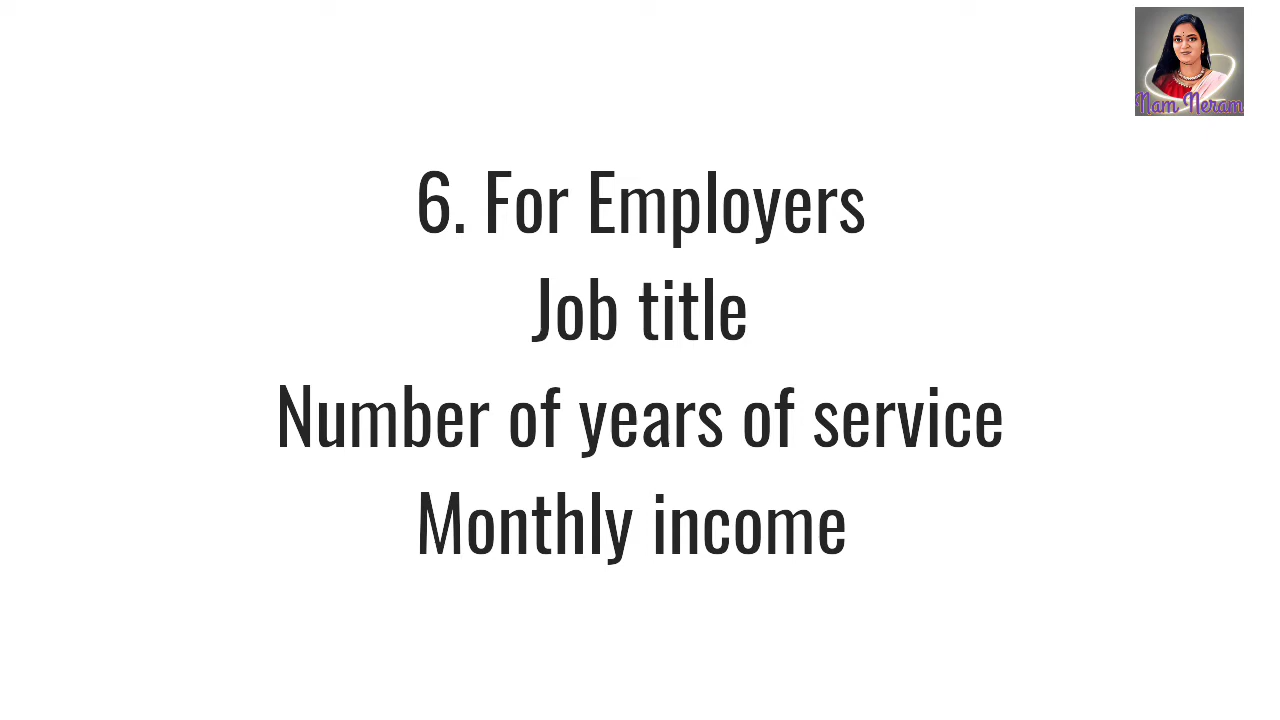 Nam Neram
6. For Employers
Job title
Number of years of service
Monthly income